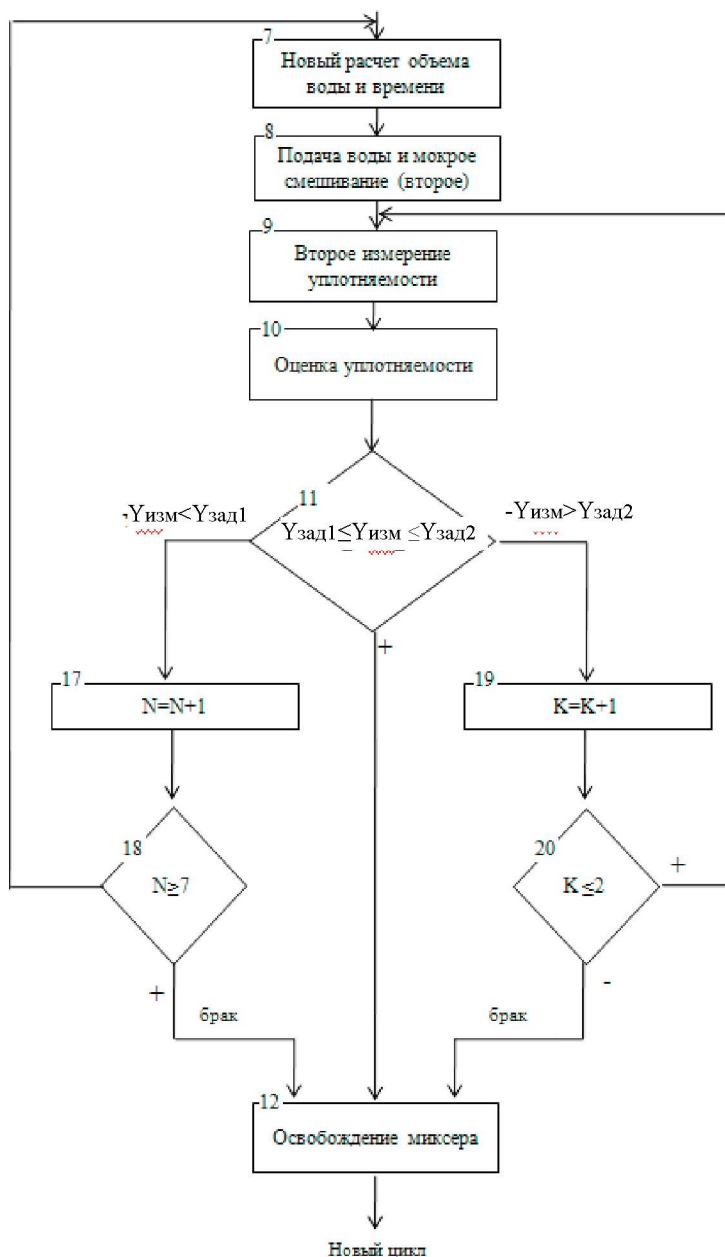 7
Новый расчет объема
воды и времени
8
Подача воды и мокрое
смешивание (второе)
9
Второе измерение
уплотняемости
10
Оценка уплотняемости
11
-Yизм<Yзад1
Yзад1≤Yизм ≤Yзад2
-Yизм>Yзад2
+
17
N=N+1
19
K=K+1
18
N≥7
20
K ≤2
+
+
-
брак
брак
12
Освобождение миксера
Новый цикл